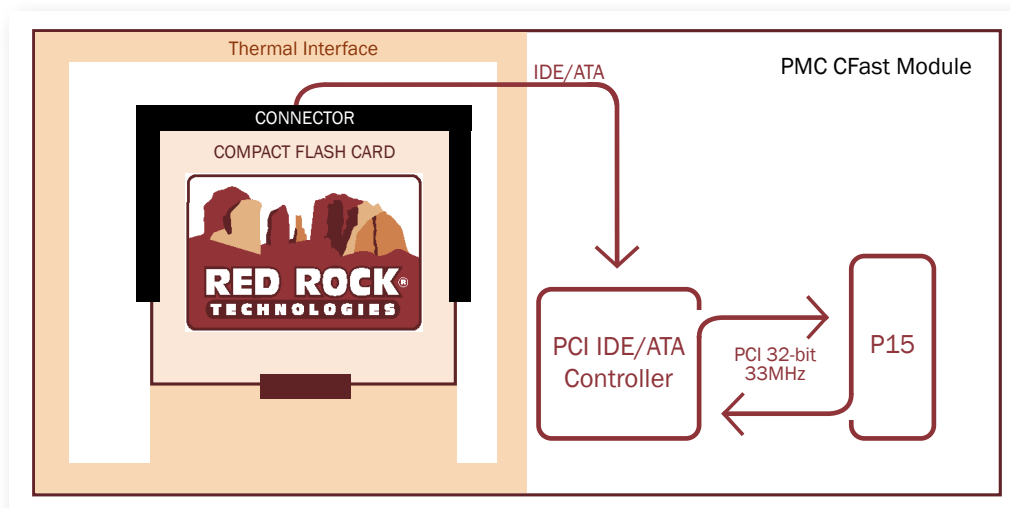 Thermal Interface
IDE/ATA
PMC CFast Module
CONNECTOR
COMPACT FLASH CARD
RED ROCK®
TECHNOLOGIES
PCI IDE/ATA
Controller
PCI 32-bit
33MHz
P15